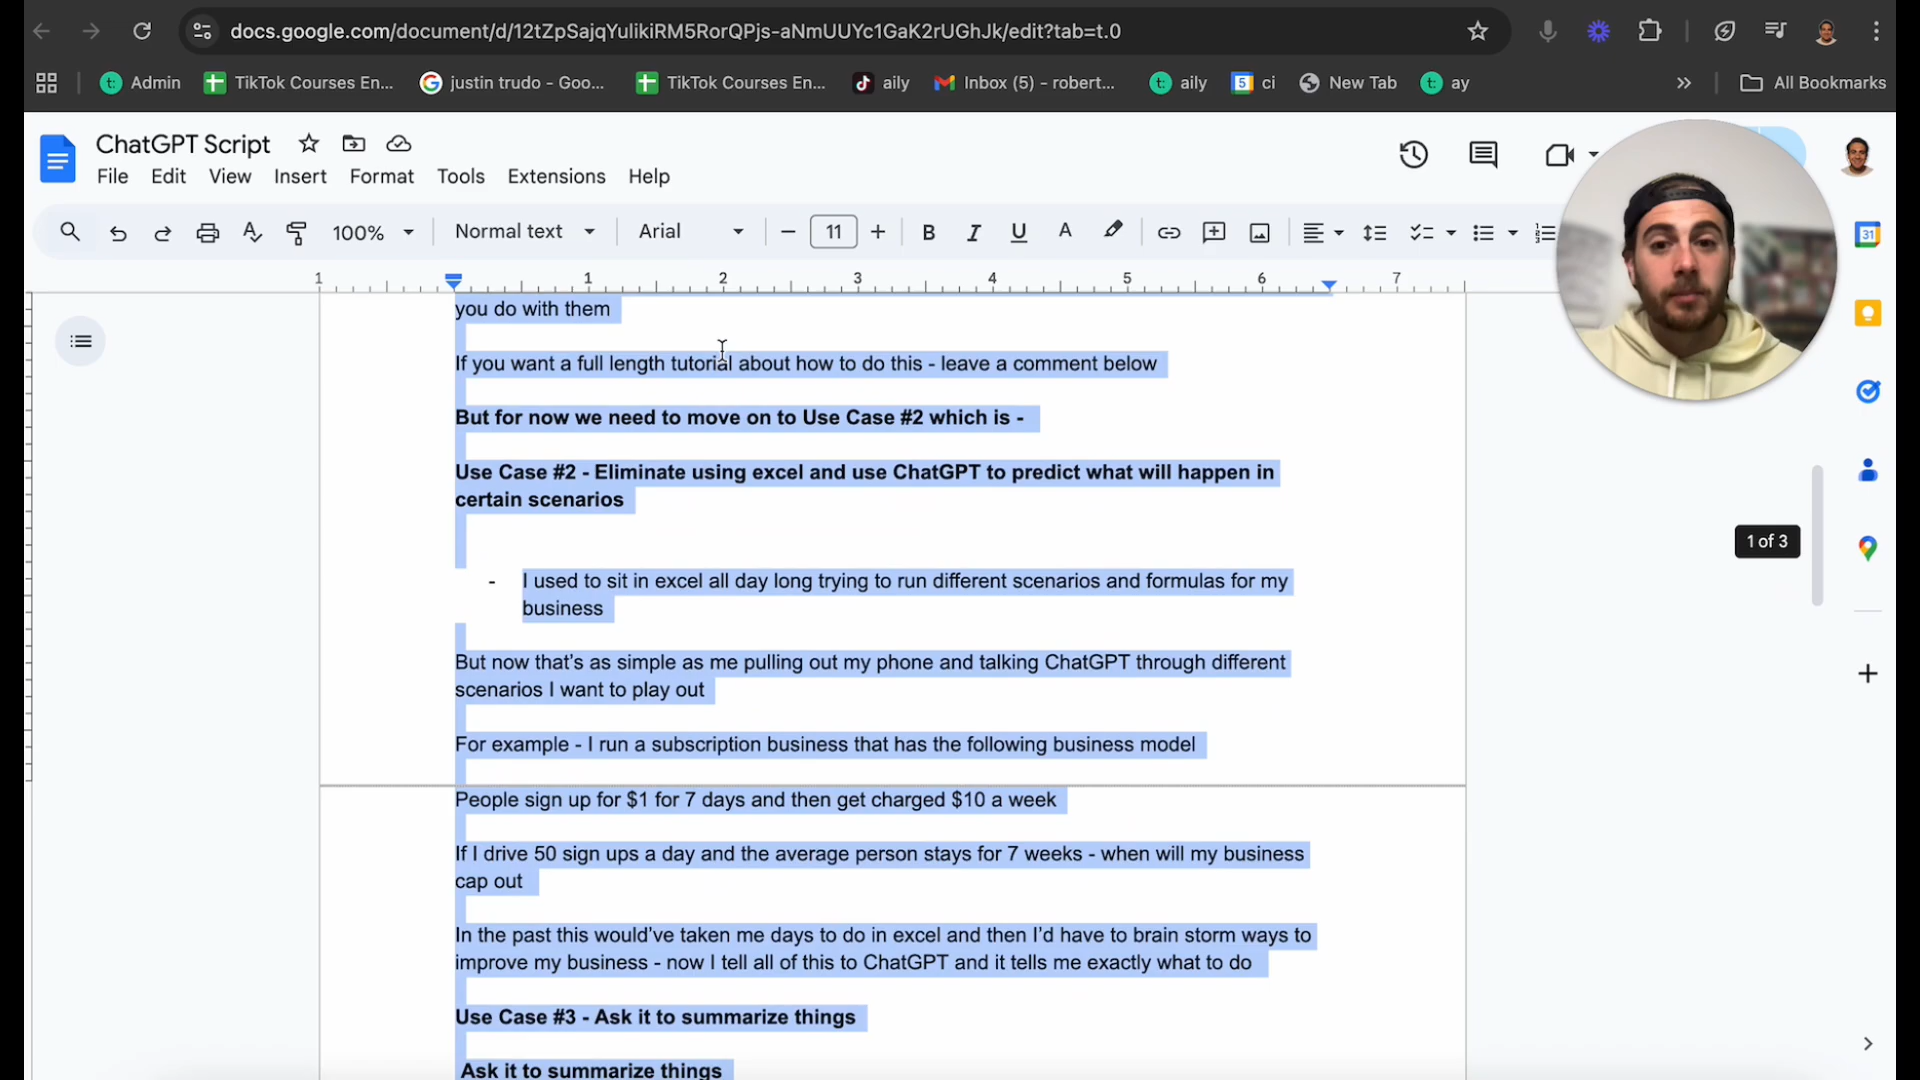 docs.google.com/document/d/12tZpSajqYulikiRM5RorQPjs-aNmUUYc1GaK2rUGhJk/edit?tab=t.0
Admin
TikTok Courses En...
justin trudo - Goo...
TikTok Courses En...
aily
Inbox (5) - robert...
aily
5
ci
New Tab
ay
All Bookmarks
ChatGPT Script
File Edit View Insert Format Tools Extensions Help
100%
Normal text
Arial
11
31
1 1 2 3 4 5 6 7
you do with them
If you want a full length tutorial about how to do this - leave a comment below
But for now we need to move on to Use Case #2 which is -
Use Case #2 - Eliminate using excel and use ChatGPT to predict what will happen in
certain scenarios
- I used to sit in excel all day long trying to run different scenarios and formulas for my
business
But now that's as simple as me pulling out my phone and talking ChatGPT through different
scenarios I want to play out
For example - I run a subscription business that has the following business model
People sign up for $1 for 7 days and then get charged $10 a week
If I drive 50 sign ups a day and the average person stays for 7 weeks - when will my business
cap out
In the past this would've taken me days to do in excel and then I'd have to brain storm ways to
improve my business - now I tell all of this to ChatGPT and it tells me exactly what to do
Use Case #3 - Ask it to summarize things
Ask it to summarize things
1 of 3